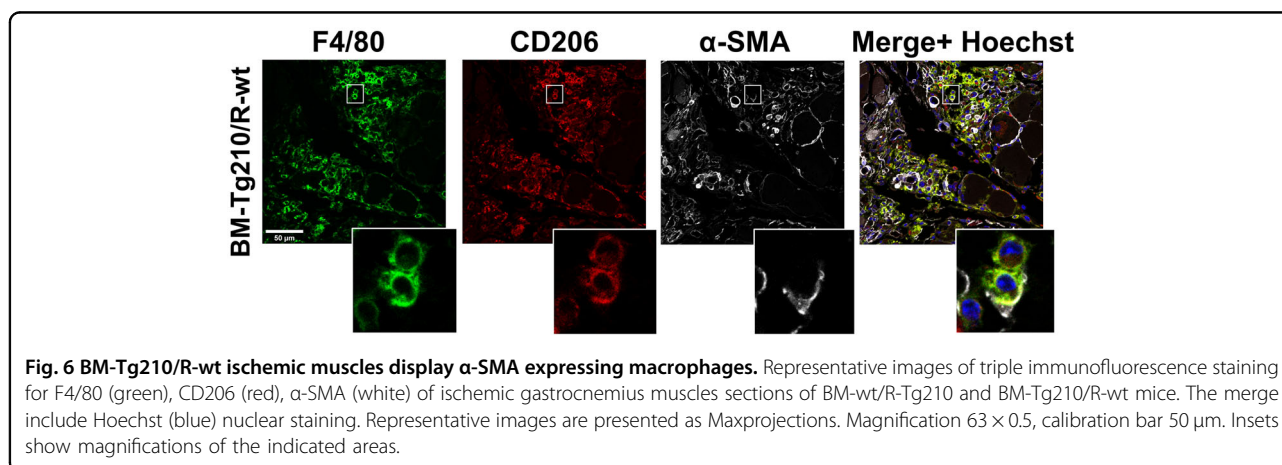 F4/80 CD206 α-SMA Merge+ Hoechst
BM-Tg210/R-wt
50 µm
Fig. 6 BM-Tg210/R-wt ischemic muscles display α-SMA expressing macrophages. Representative images of triple immunofluorescence staining
for F4/80 (green), CD206 (red), α-SMA (white) of ischemic gastrocnemius muscles sections of BM-wt/R-Tg210 and BM-Tg210/R-wt mice. The merge
include Hoechst (blue) nuclear staining. Representative images are presented as Maxprojections. Magnification 63 × 0.5, calibration bar 50 µm. Insets
show magnifications of the indicated areas.